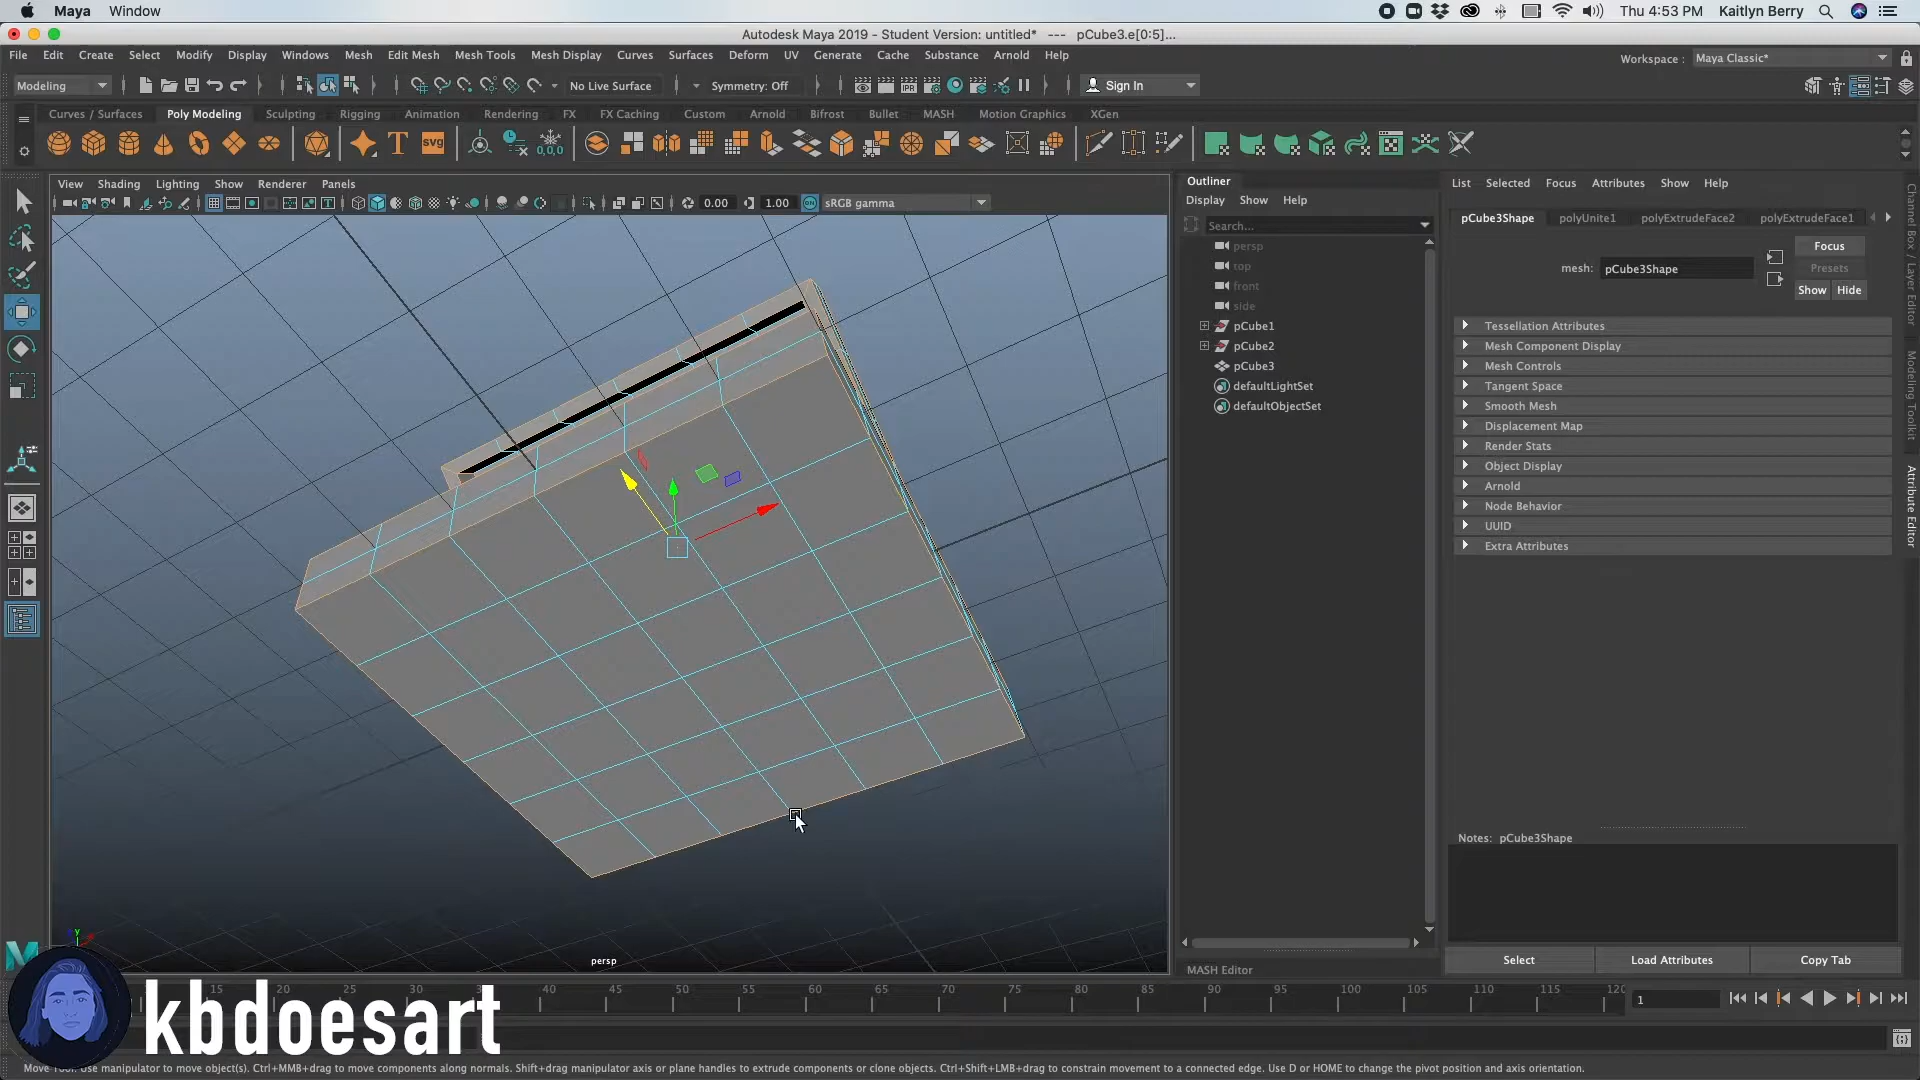 Maya Window
Thu 4:53 PM Kaitlyn Berry
Autodesk Maya 2019 - Student Version: untitled* --- pCube3.e[0:5]...
File Edit Create Select Modify Display Windows Mesh Edit Mesh Mesh Tools Mesh Display Curves Surfaces Deform UV Generate Cache Substance Arnold Help
Workspace : Maya Classic*
Modeling
No Live Surface
Symmetry: Off
Sign In
Curves / Surfaces Poly Modeling Sculpting Rigging Animation Rendering FX FX Caching Custom Arnold Bifrost Bullet MASH Motion Graphics XGen
T SVG 0,0,0
View Shading Lighting Show Renderer Panels
0.00 1.00 sRGB gamma
Outliner
Display Show Help
Search...
persp
top
front
side
pCube1
pCube2
pCube3
defaultLightSet
defaultObjectSet
MASH Editor
List Selected Focus Attributes Show Help
pCube3Shape polyUnite1 polyExtrudeFace2 polyExtrudeFace1
mesh: pCube3Shape
Focus
Presets
Show Hide
Tessellation Attributes
Mesh Component Display
Mesh Controls
Tangent Space
Smooth Mesh
Displacement Map
Render Stats
Object Display
Arnold
Node Behavior
UUID
Extra Attributes
Notes: pCube3Shape
Select Load Attributes Copy Tab
Channel Box / Layer Editor
Modeling Toolkit
Attribute Editor
y
persp
15 20 25 30 35 40 45 50 55 60 65 70 75 80 85 90 95 100 105 110 115 120
1
kbdoesart
Move Tool: Use manipulator to move object(s). Ctrl+MMB+drag to move components along normals. Shift+drag manipulator axis or plane handles to extrude components or clone objects. Ctrl+Shift+LMB+drag to constrain movement to a connected edge. Use D or HOME to change the pivot position and axis orientation.